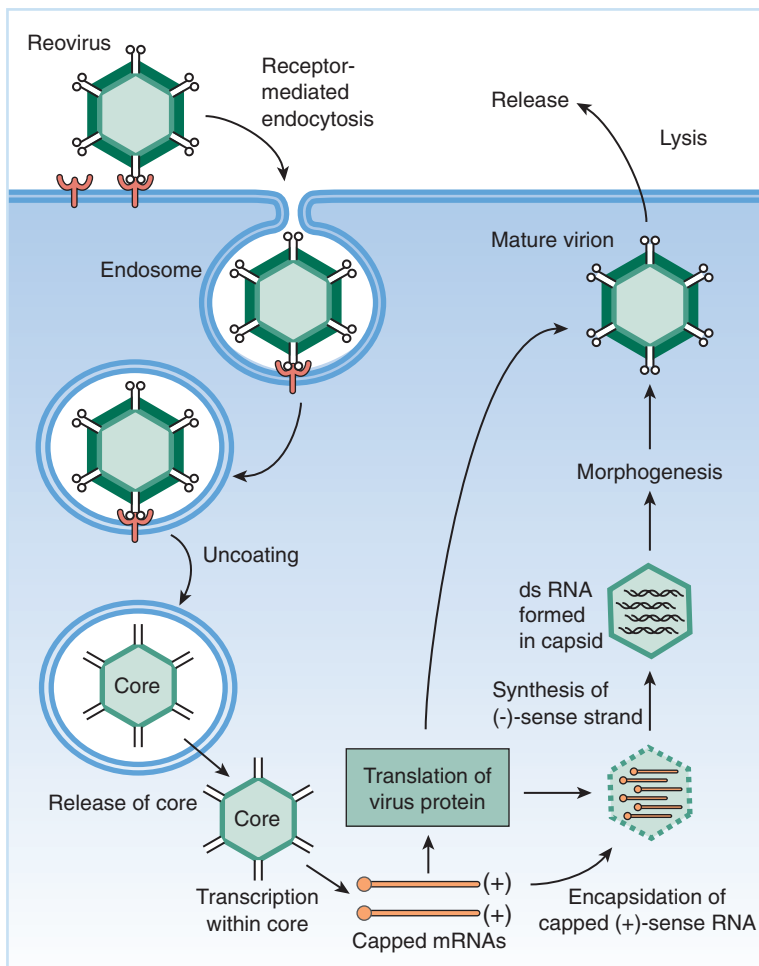 Reovirus
Receptor-
mediated
endocytosis
Release
Lysis
Endosome
Mature virion
Uncoating
Morphogenesis
ds RNA
formed
in capsid
Core
Synthesis of
(-)-sense strand
Release of core
Core
Translation of
virus protein
Transcription
within core
(+)
(+)
Capped mRNAs
Encapsidation of
capped (+)-sense RNA